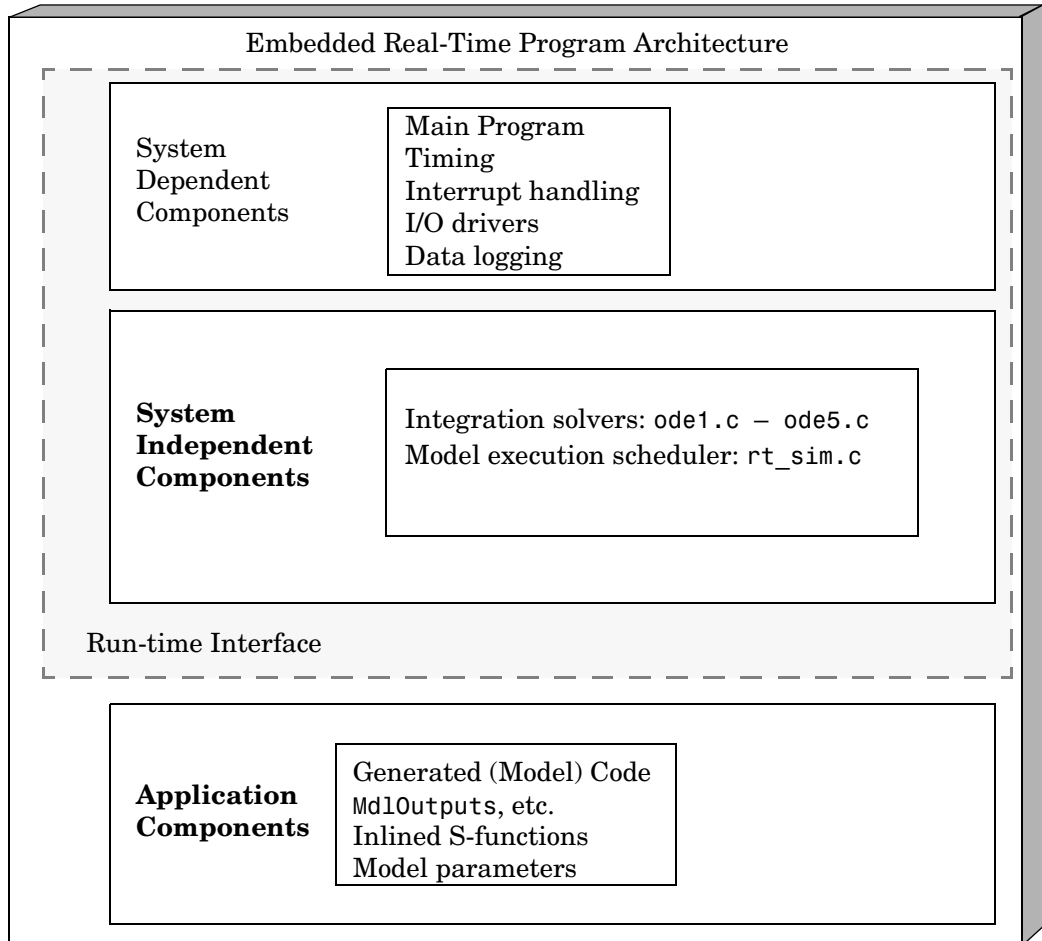 Embedded Real-Time Program Architecture
System
Dependent
Components
Main Program
Timing
Interrupt handling
I/O drivers
Data logging
System
Independent
Components
Integration solvers: ode1.c – ode5.c
Model execution scheduler: rt_sim.c
Run-time Interface
Application
Components
Generated (Model) Code
MdlOutputs, etc.
Inlined S-functions
Model parameters